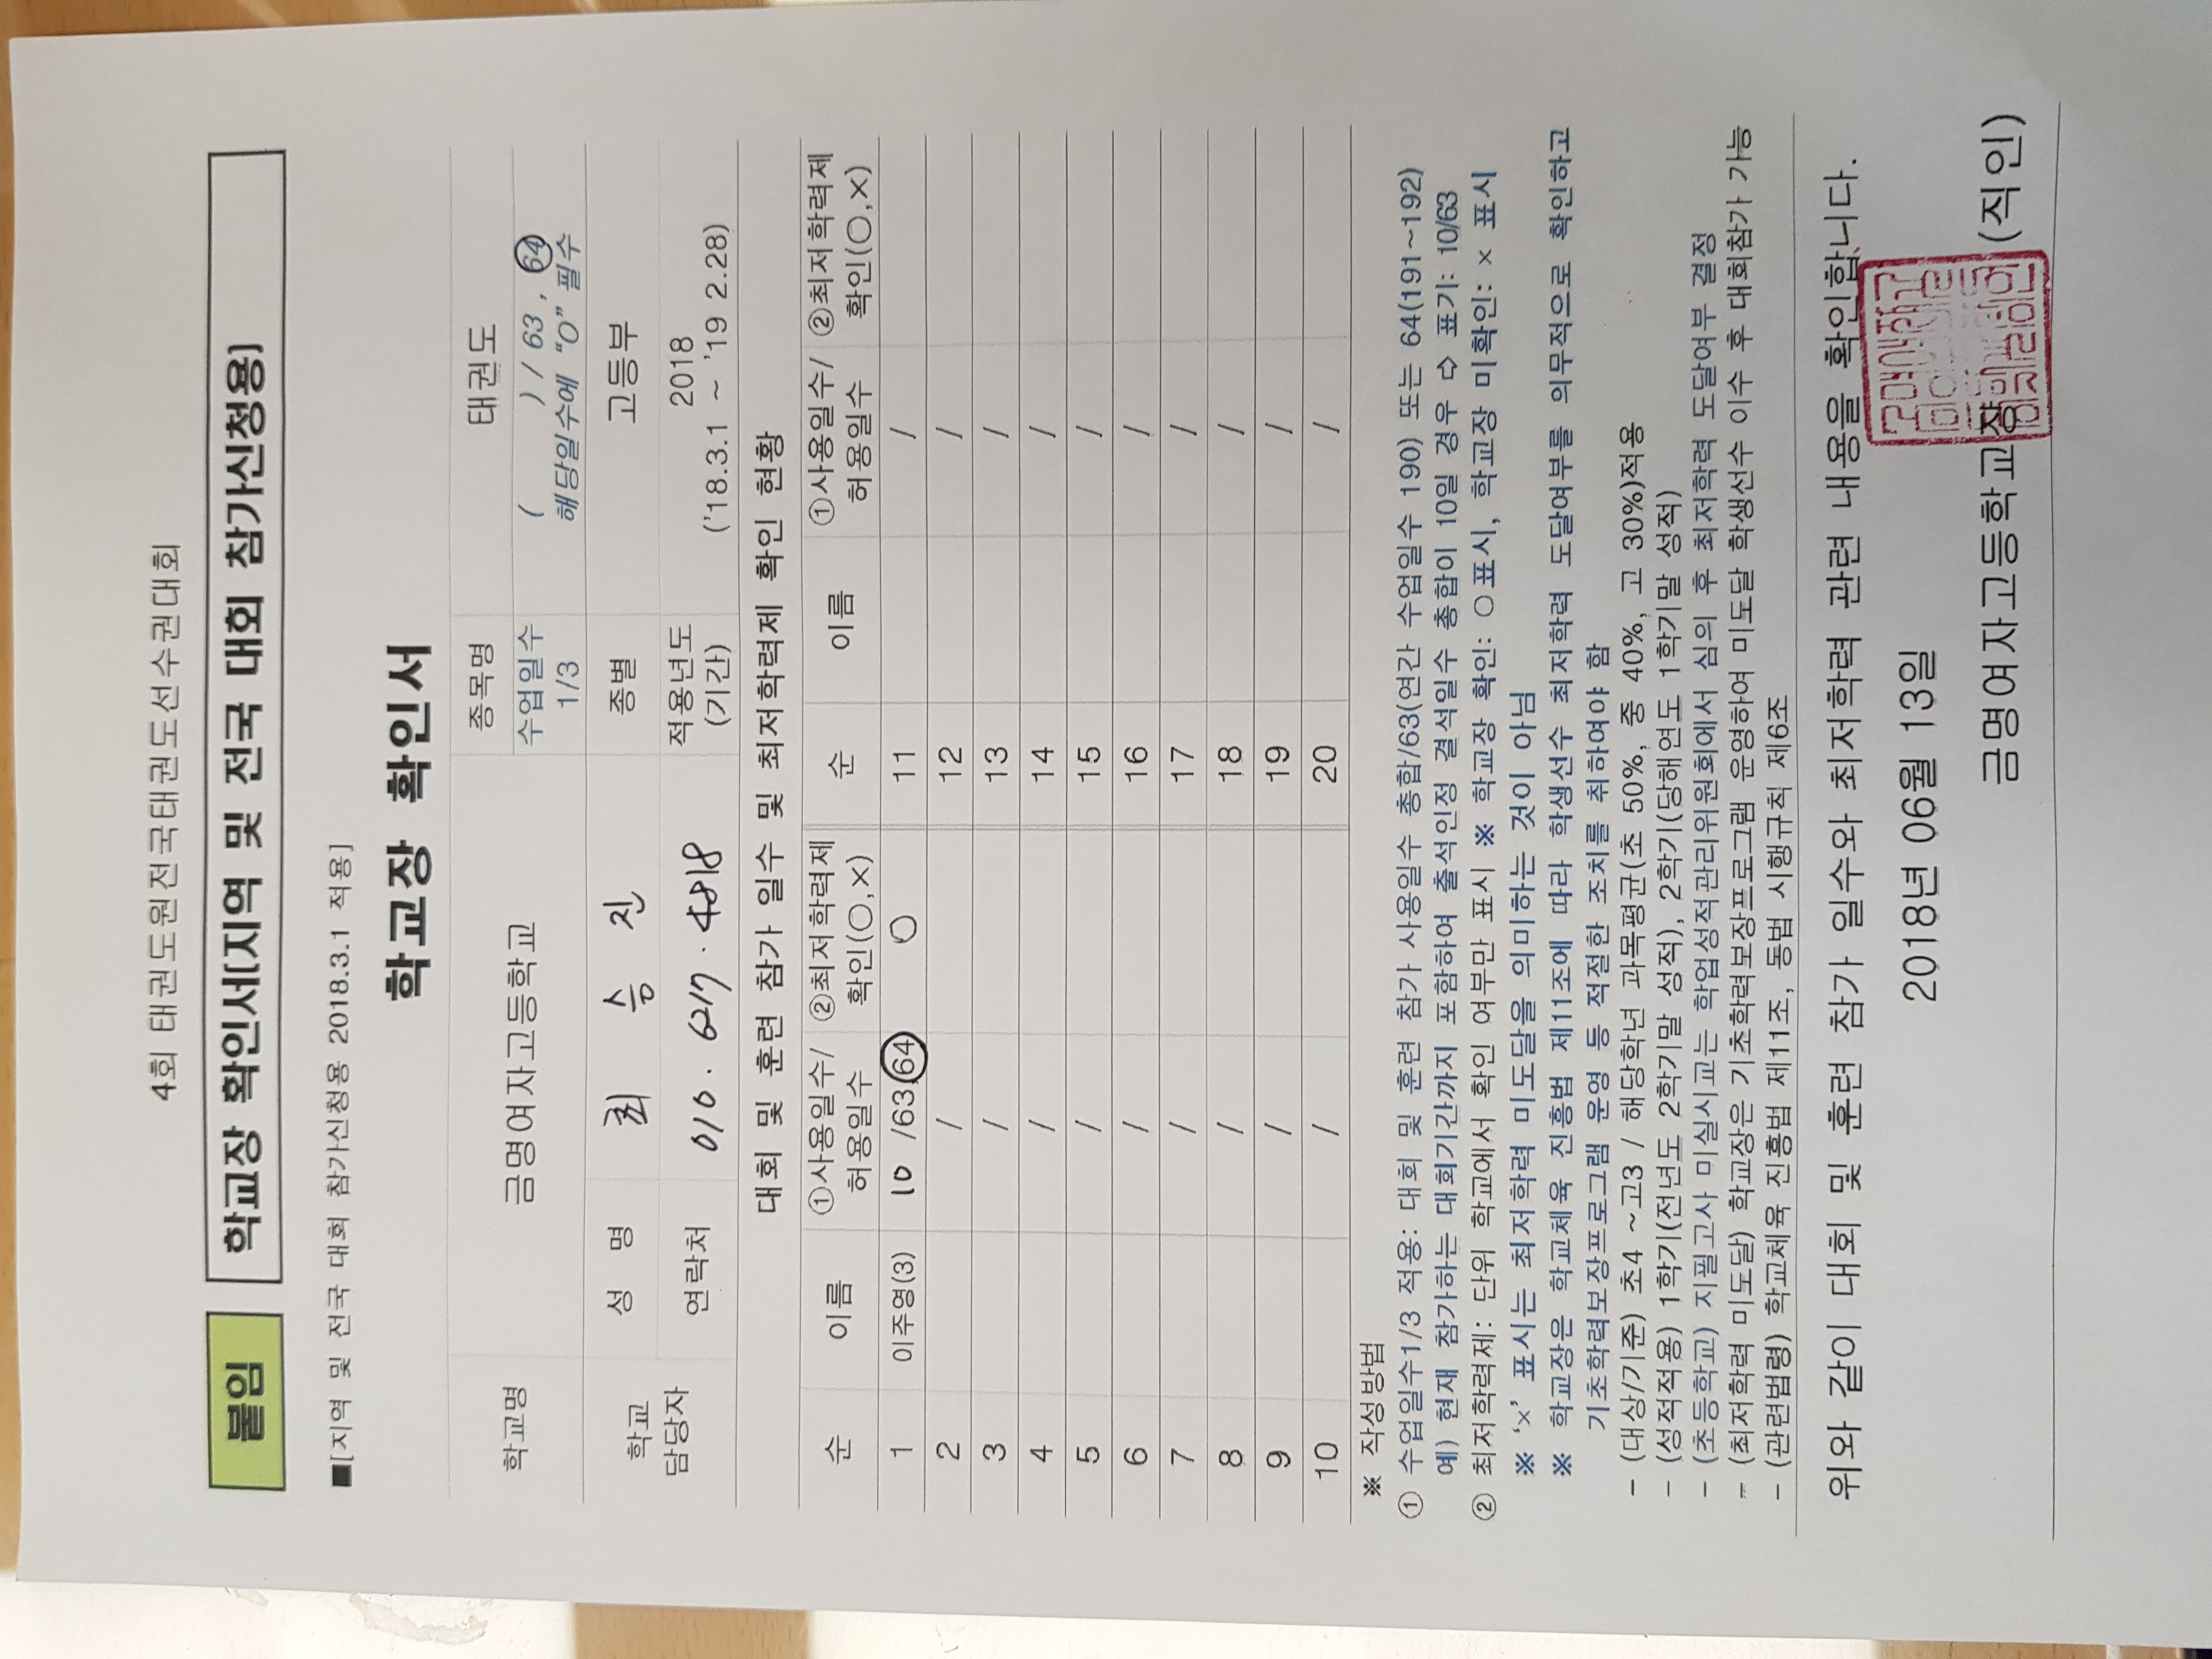 4회 태권도원전국태권도선수권대회
붙임 학교장 확인서[지역 및 전국 대회 참가신청용]
■[지역 및 전국 대회 참가신청용 2018.3.1 적용]
학교장 확인서
학교명 금명여자고등학교 종목명 태권도
수업일수 1/3 ( ) / 63 , 64
해당일수에 “O” 필수
학교 담당자 성 명 최 승 진 종별 고등부
연락처 010 . 6217 . 4818 적용년도 (기간) 2018
('18.3.1 ~ '19 2.28)
대회 및 훈련 참가 일수 및 최저학력제 확인 현황
순 이름 ①사용일수/허용일수 ②최저학력제 확인(○,×) 순 이름 ①사용일수/허용일수 ②최저학력제 확인(○,×)
1 이주영(3) 10 /63,64 ○ 11 /
2 / 12 /
3 / 13 /
4 / 14 /
5 / 15 /
6 / 16 /
7 / 17 /
8 / 18 /
9 / 19 /
10 / 20 /
※ 작성방법
① 수업일수1/3 적용: 대회 및 훈련 참가 사용일수 총합/63(연간 수업일수 190) 또는 64(191~192)
예) 현재 참가하는 대회기간까지 포함하여 출석인정 결석일수 총합이 10일 경우 ⇨ 표기: 10/63
② 최저학력제: 단위 학교에서 확인 여부만 표시 ※ 학교장 확인: ○표시, 학교장 미확인: × 표시
※ ‘×’ 표시는 최저학력 미도달을 의미하는 것이 아님
※ 학교장은 학교체육 진흥법 제11조에 따라 학생선수 최저학력 도달여부를 의무적으로 확인하고
기초학력보장프로그램 운영 등 적절한 조치를 취하여야 함
- (대상/기준) 초4 ~고3 / 해당학년 과목평균(초 50%, 중 40%, 고 30%)적용
- (성적적용) 1학기(전년도 2학기말 성적), 2학기(당해연도 1학기말 성적)
- (초등학교) 지필고사 미실시교는 학업성적관리위원회에서 심의 후 최저학력 도달여부 결정
- (최저학력 미도달) 학교장은 기초학력보장프로그램 운영하여 미도달 학생선수 이수 후 대회참가 가능
- (관련법령) 학교체육 진흥법 제11조, 동법 시행규칙 제6조
위와 같이 대회 및 훈련 참가 일수와 최저학력 관련 내용을 확인합니다.
2018년 06월 13일
금명여자고등학교장 (직인)